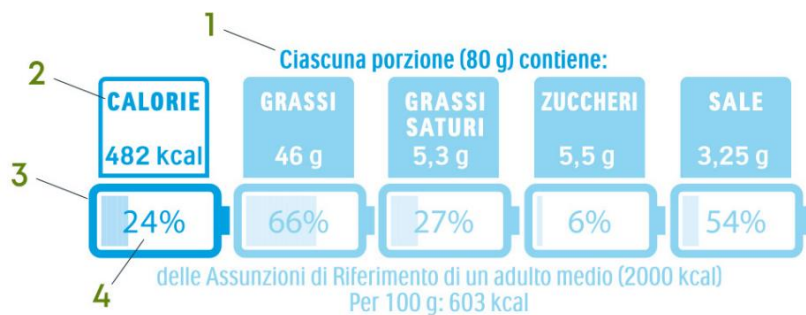 1
Ciascuna porzione (80 g) contiene:
2
CALORIE GRASSI GRASSI SATURI ZUCCHERI SALE
482 kcal 46 g 5,3 g 5,5 g 3,25 g
3
24% 66% 27% 6% 54%
4
delle Assunzioni di Riferimento di un adulto medio (2000 kcal)
Per 100 g: 603 kcal